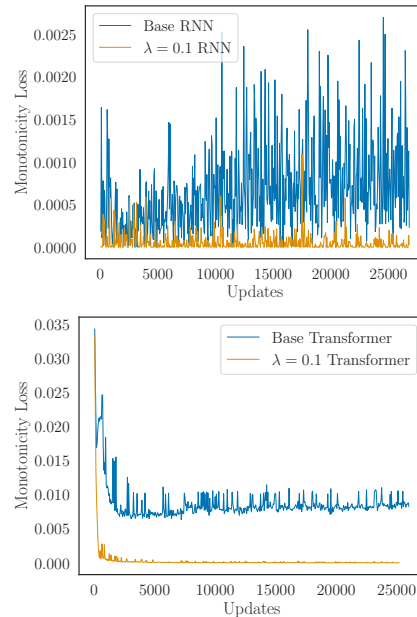 Base RNN
λ = 0.1 RNN
Monotonicity Loss
0.0025
0.0020
0.0015
0.0010
0.0005
0.0000
0 5000 10000 15000 20000 25000
Updates
Base Transformer
λ = 0.1 Transformer
Monotonicity Loss
0.035
0.030
0.025
0.020
0.015
0.010
0.005
0.000
0 5000 10000 15000 20000 25000
Updates